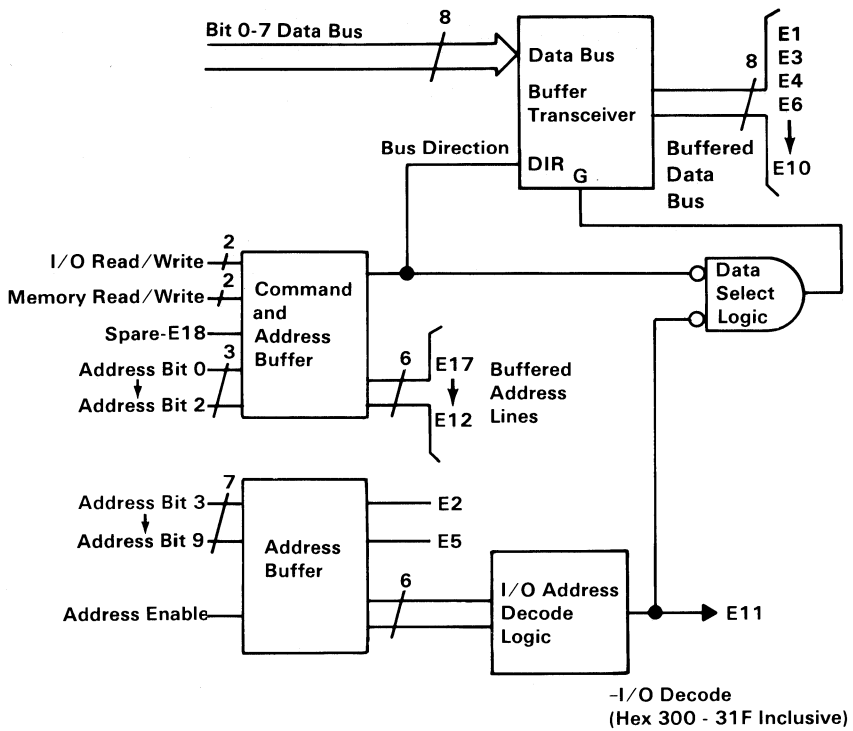 Bit 0-7 Data Bus
8
Data Bus
Buffer
Transceiver
DIR
G
8
E1
E3
E4
E6
E10
Buffered
Data
Bus
Bus Direction
I/O Read/Write
2
Memory Read/Write
2
Spare-E18
Address Bit 0
3
Address Bit 2
Command
and
Address
Buffer
6
E17
E12
Buffered
Address
Lines
Data
Select
Logic
Address Bit 3
7
Address Bit 9
Address Enable
Address
Buffer
E2
E5
6
I/O Address
Decode
Logic
E11
-I/O Decode
(Hex 300 - 31F Inclusive)